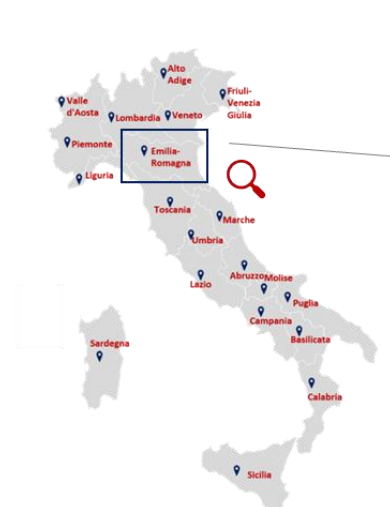 Alto
Adige
Friuli-
Venezia
Giulia
Valle
d'Aosta
Lombardia
Veneto
Piemonte
Emilia-
Romagna
Liguria
Toscania
Marche
Umbria
Abruzzo
Molise
Lazio
Puglia
Campania
Basilicata
Sardegna
Calabria
Sicilia